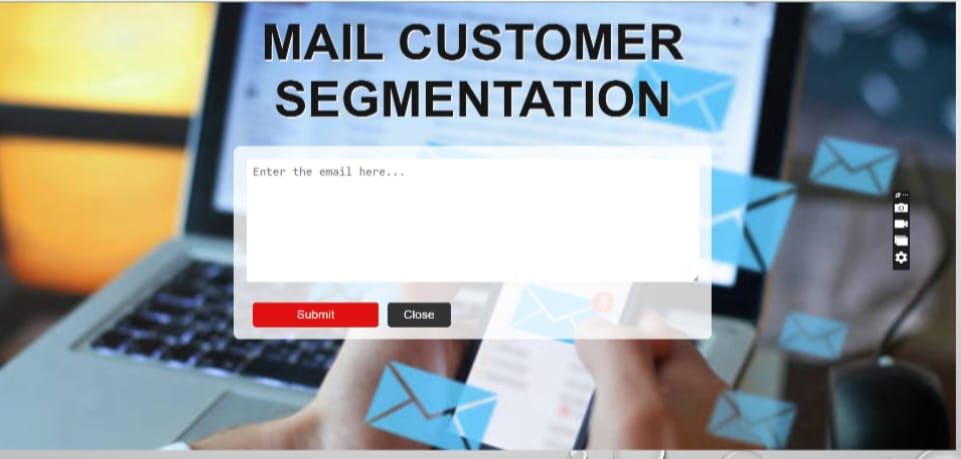 MAIL CUSTOMER
SEGMENTATION
Enter the email here...
Submit
Close